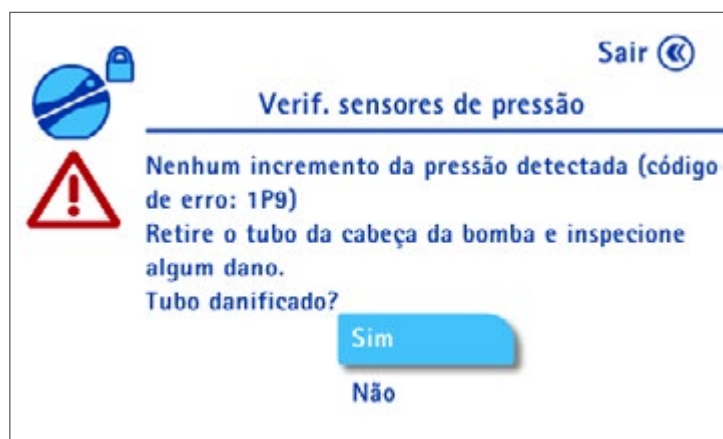 Sair
Verif. sensores de pressão
Nenhum incremento da pressão detectada (código
de erro: 1P9)
Retire o tubo da cabeça da bomba e inspecione
algum dano.
Tubo danificado?
Sim
Não